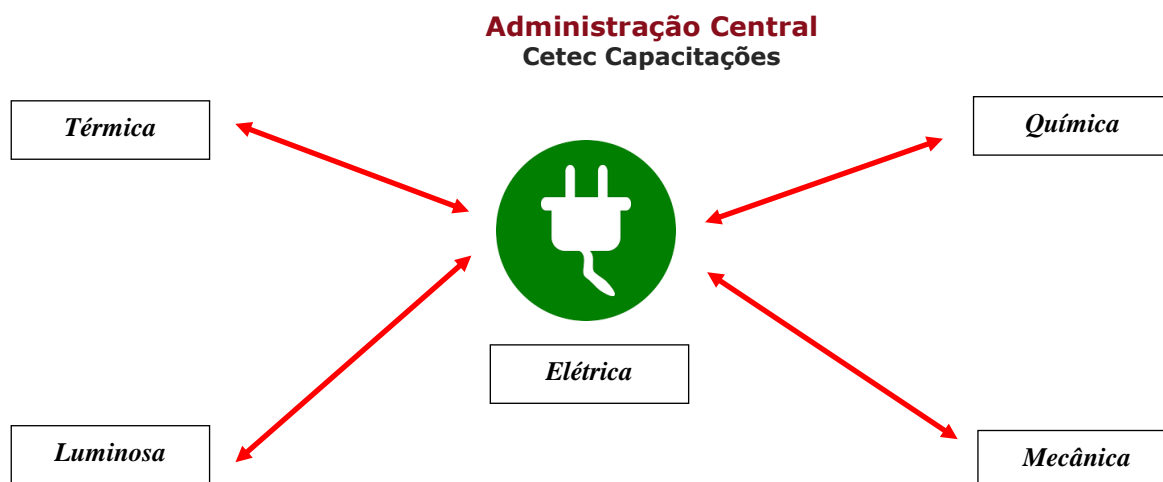 Administração Central
Cetec Capacitações
Térmica
Química
Elétrica
Luminosa
Mecânica